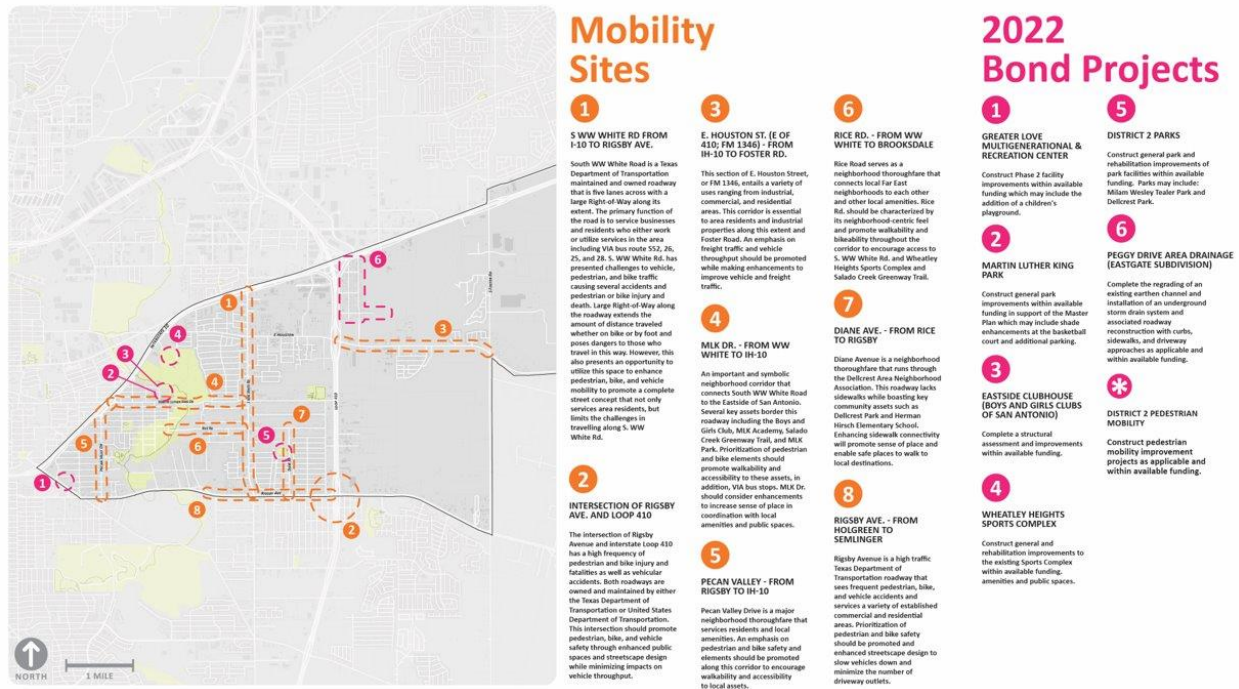 Mobility
Sites
1
S WW WHITE RD FROM
I-10 TO RIGSBY AVE.
South WW White Road is a Texas
Department of Transportation
maintained and owned roadway
that is five lanes across with a
large Right-of-Way along its
extent. The primary function of
the road is to service businesses
and residents who either work
or utilize services in the area
including VIA bus route 552, 26,
25, and 28. S. WW White Rd. has
presented challenges to vehicle,
pedestrian, and bike traffic
causing several accidents and
pedestrian or bike injury and
death. Large Right-of-Way along
the roadway extends the
amount of distance traveled
whether on bike or by foot and
poses dangers to those who
travel in this way. However, this
also presents an opportunity to
utilize this space to enhance
pedestrian, bike, and vehicle
mobility to promote a complete
street concept that not only
services area residents, but
limits the challenges in
travelling along S. WW
White Rd.
2
INTERSECTION OF RIGSBY
AVE. AND LOOP 410
The intersection of Rigsby
Avenue and interstate Loop 410
has a high frequency of
pedestrian and bike injury and
fatalities as well as vehicular
accidents. Both roadways are
owned and maintained by either
the Texas Department of
Transportation or United States
Department of Transportation.
This intersection should promote
pedestrian, bike, and vehicle
safety through enhanced public
spaces and streetscape design
while minimizing impacts on
vehicle throughput.
3
E. HOUSTON ST. (E OF
410; FM 1346) - FROM
IH-10 TO FOSTER RD.
This section of E. Houston Street,
or FM 1346, entails a variety of
uses ranging from industrial,
commercial, and residential
areas. This corridor is essential
to area residents and industrial
properties along this extent and
Foster Road. An emphasis on
freight traffic and vehicle
throughput should be promoted
while making enhancements to
improve vehicle and freight
traffic.
4
MLK DR. - FROM WW
WHITE TO IH-10
An important and symbolic
neighborhood corridor that
connects South WW White Road
to the Eastside of San Antonio.
Several key assets border this
roadway including the Boys and
Girls Club, MLK Academy, Salado
Creek Greenway Trail, and MLK
Park. Prioritization of pedestrian
and bike elements should
promote walkability and
accessibility to these assets, in
addition, VIA bus stops. MLK Dr.
should consider enhancements
to increase sense of place in
coordination with local
amenities and public spaces.
5
PECAN VALLEY - FROM
RIGSBY TO IH-10
Pecan Valley Drive is a major
neighborhood thoroughfare that
services residents and local
amenities. An emphasis on
pedestrian and bike safety and
elements should be promoted
along this corridor to encourage
walkability and accessibility
to local assets.
6
RICE RD. - FROM WW
WHITE TO BROOKSDALE
Rice Road serves as a
neighborhood thoroughfare that
connects local Far East
neighborhoods to each other
and other local amenities. Rice
Rd. should be characterized by
its neighborhood-centric feel
and promote walkability and
bikeability throughout the
corridor to encourage access to
S. WW White Rd. and Wheatley
Heights Sports Complex and
Salado Creek Greenway Trail.
7
DIANE AVE. - FROM RICE
TO RIGSBY
Diane Avenue is a neighborhood
thoroughfare that runs through
the Dellcrest Area Neighborhood
Association. This roadway lacks
sidewalks while boasting key
community assets such as
Dellcrest Park and Herman
Hirsch Elementary School.
Enhancing sidewalk connectivity
will promote sense of place and
enable safe places to walk to
local destinations.
8
RIGSBY AVE. - FROM
HOLGREEN TO
SEMLINGER
Rigsby Avenue is a high traffic
Texas Department of
Transportation roadway that
sees frequent pedestrian, bike,
and vehicle accidents and
services a variety of established
commercial and residential
areas. Prioritization of
pedestrian and bike safety
should be promoted and
enhanced streetscape design to
slow vehicles down and
minimize the number of
driveway outlets.
2022
Bond Projects
1
GREATER LOVE
MULTIGENERATIONAL &
RECREATION CENTER
Construct Phase 2 facility
improvements within available
funding which may include the
addition of a children's
playground.
2
MARTIN LUTHER KING
PARK
Construct general park
improvements within available
funding in support of the Master
Plan which may include shade
enhancements at the basketball
court and additional parking.
3
EASTSIDE CLUBHOUSE
(BOYS AND GIRLS CLUBS
OF SAN ANTONIO)
Complete a structural
assessment and improvements
within available funding.
4
WHEATLEY HEIGHTS
SPORTS COMPLEX
Construct general and
rehabilitation improvements to
the existing Sports Complex
within available funding.
amenities and public spaces.
5
DISTRICT 2 PARKS
Construct general park and
rehabilitation improvements of
park facilities within available
funding. Parks may include:
Milam Wesley Tealer Park and
Dellcrest Park.
6
PEGGY DRIVE AREA DRAINAGE
(EASTGATE SUBDIVISION)
Complete the regrading of an
existing earthen channel and
installation of an underground
storm drain system and
associated roadway
reconstruction with curbs,
sidewalks, and driveway
approaches as applicable and
within available funding.
*
DISTRICT 2 PEDESTRIAN
MOBILITY
Construct pedestrian
mobility improvement
projects as applicable and
within available funding.
6
1
3
4
3
2
4
7
5
6
5
1
8
2
E Houston
Rigsby Ave
NORTH
1 MILE